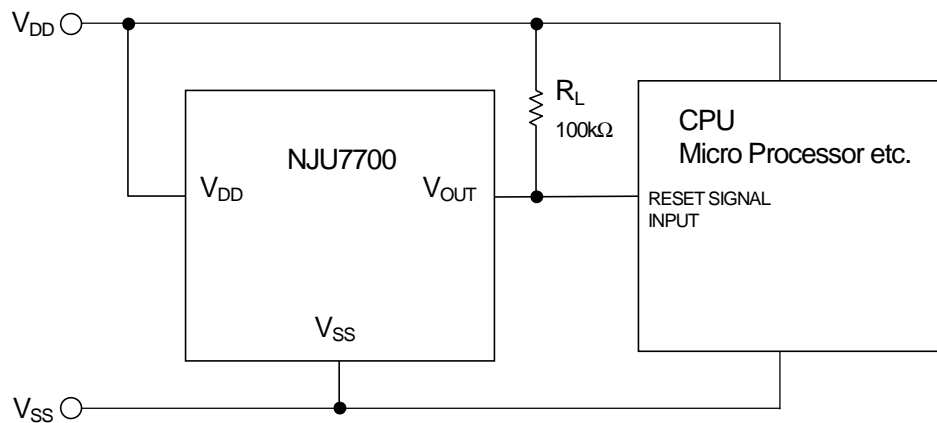 VDD
RL
100kΩ
CPU
Micro Processor etc.
NJU7700
VDD
VOUT
RESET SIGNAL
INPUT
VSS
VSS